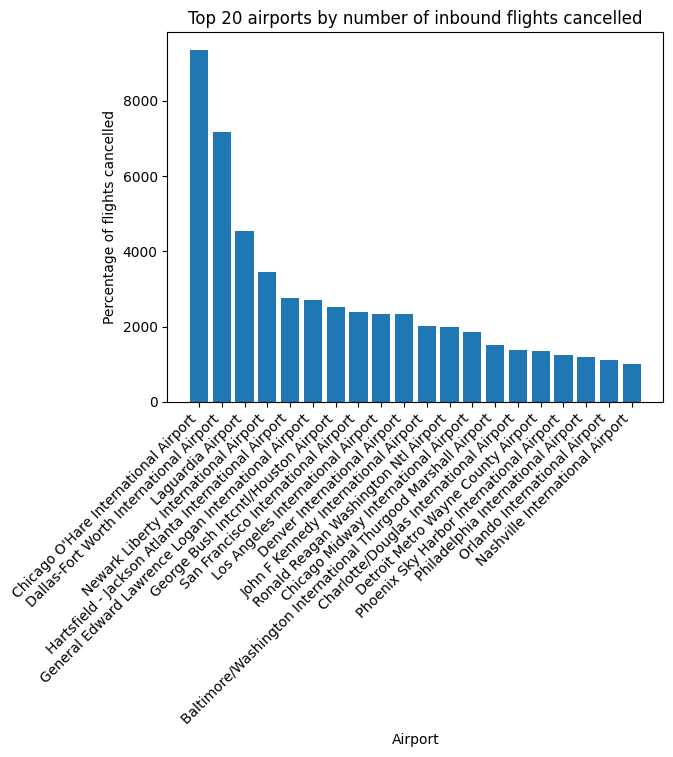 Top 20 airports by number of inbound flights cancelled
Percentage of flights cancelled
8000
6000
4000
2000
0
Chicago O'Hare International Airport
Dallas-Fort Worth International Airport
Laguardia Airport
Newark Liberty International Airport
Hartsfield - Jackson Atlanta International Airport
General Edward Lawrence Logan International Airport
George Bush Intcntl/Houston Airport
San Francisco International Airport
Los Angeles International Airport
Denver International Airport
John F Kennedy International Airport
Ronald Reagan Washington Ntl Airport
Chicago Midway International Airport
Baltimore/Washington International Thurgood Marshall Airport
Charlotte/Douglas International Airport
Detroit Metro Wayne County Airport
Phoenix Sky Harbor International Airport
Philadelphia International Airport
Orlando International Airport
Nashville International Airport
Airport